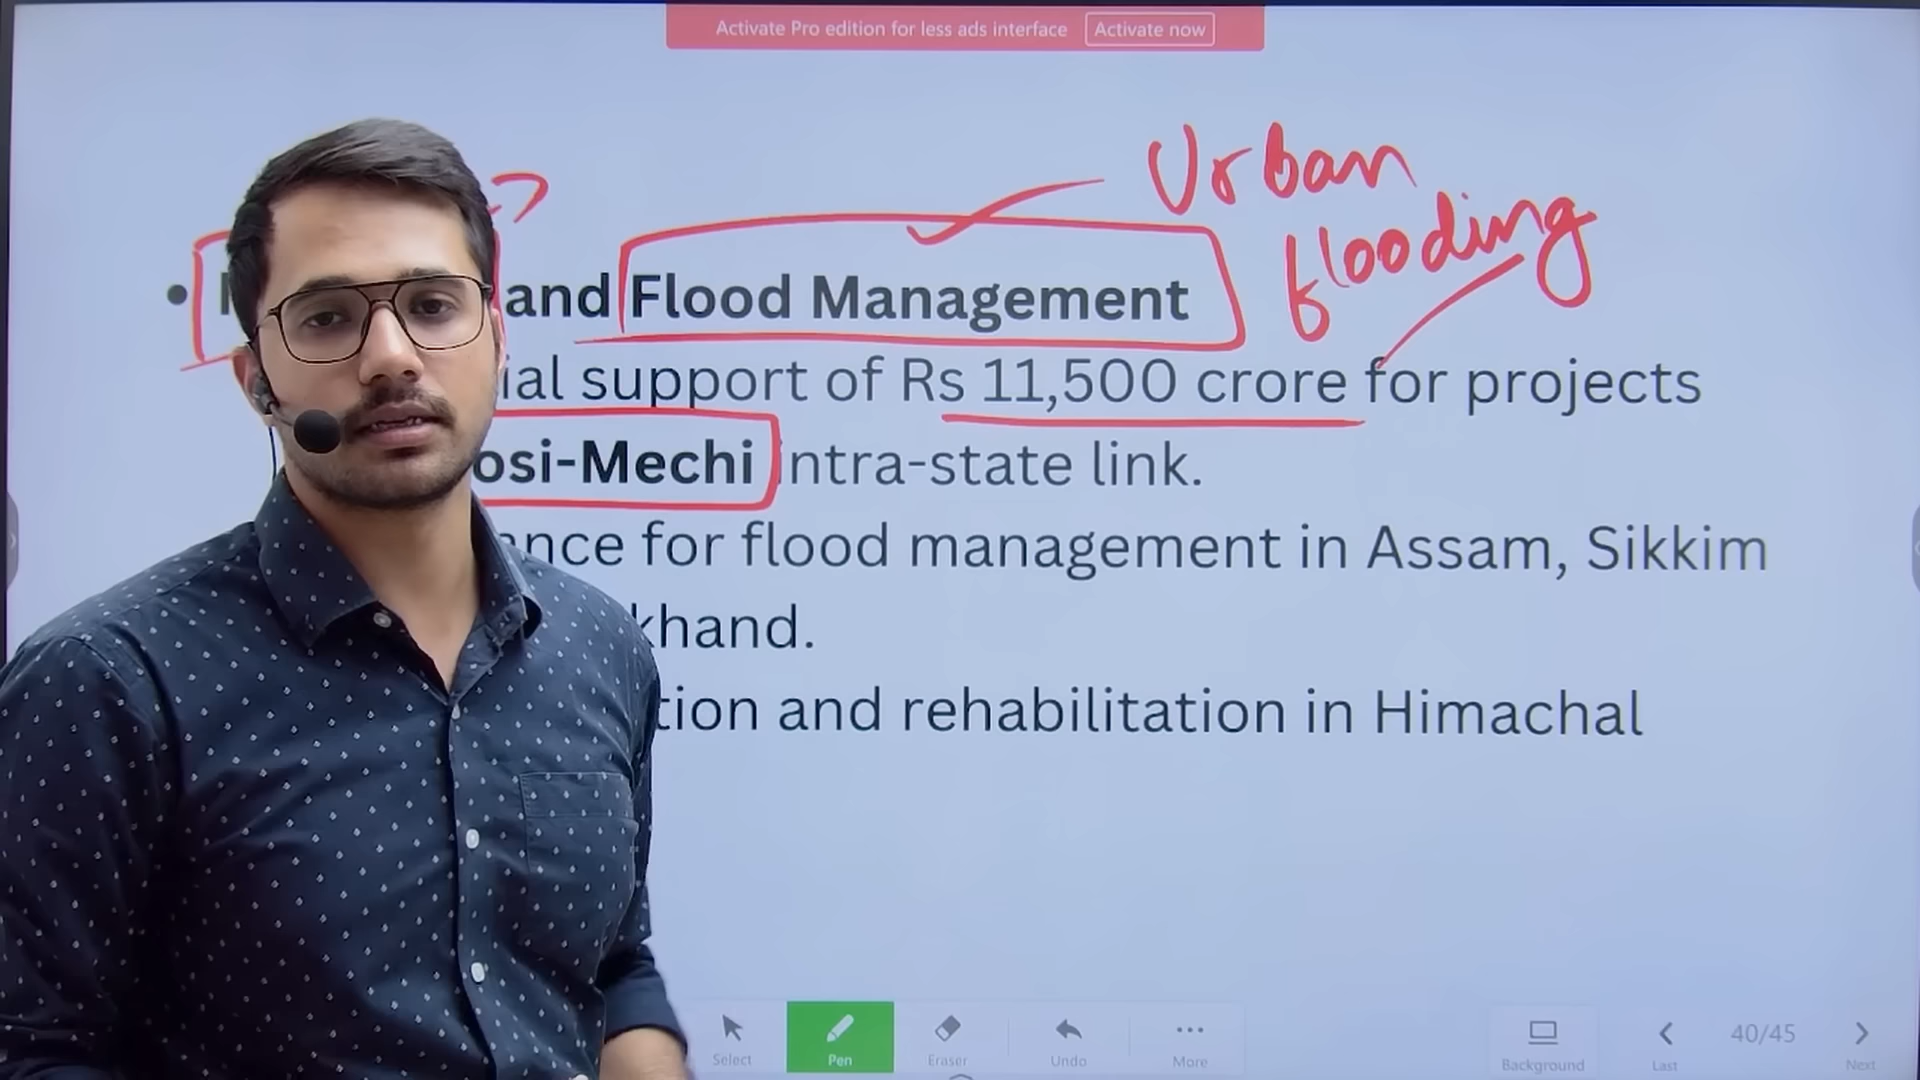 Activate Pro edition for less ads interface Activate now
Urban
flooding
and Flood Management
ial support of Rs 11,500 crore for projects
osi-Mechi intra-state link.
nce for flood management in Assam, Sikkim
khand.
tion and rehabilitation in Himachal
Select Pen Eraser Undo More Background Last 40/45 Next